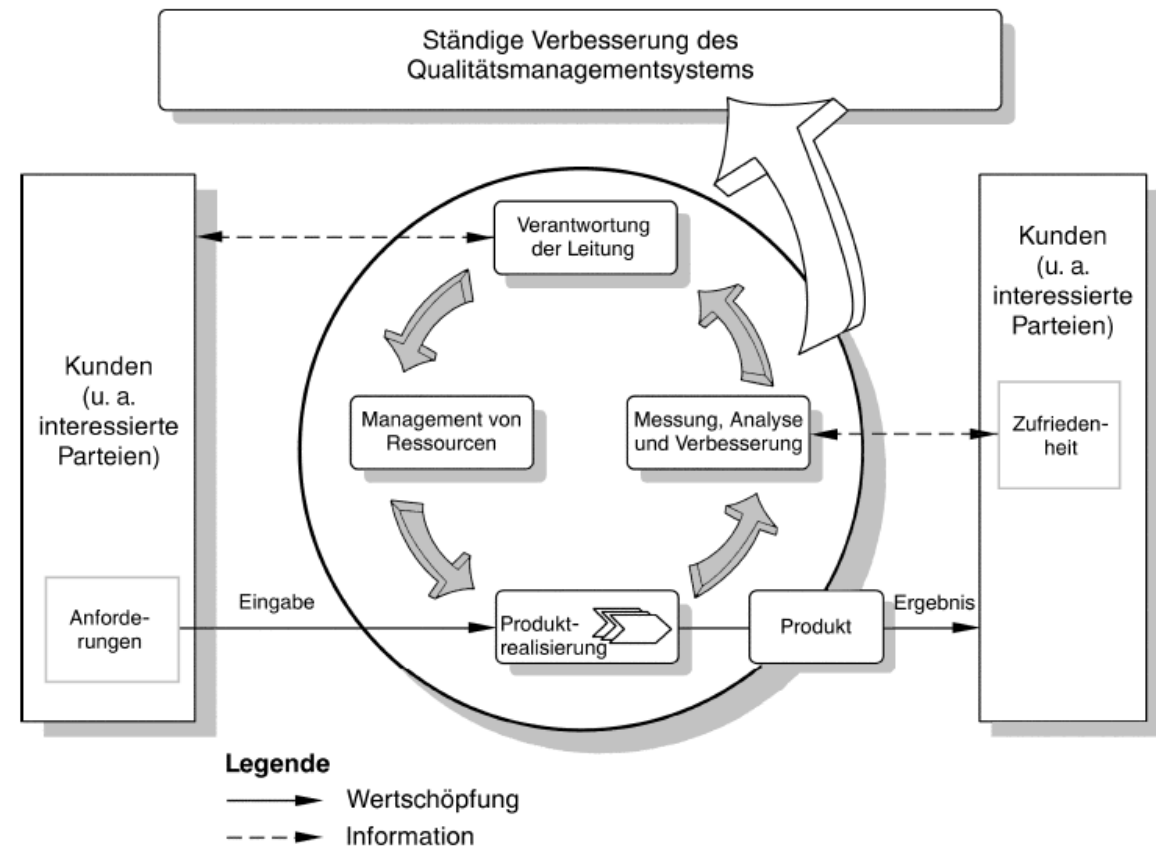 Ständige Verbesserung des
Qualitätsmanagementsystems
Verantwortung
der Leitung
Kunden
(u. a.
interessierte
Parteien)
Kunden
(u. a.
interessierte
Parteien)
Management von
Ressourcen
Messung, Analyse
und Verbesserung
Zufrieden-
heit
Anforde-
rungen
Eingabe
Produkt-
realisierung
Produkt
Ergebnis
Legende
Wertschöpfung
Information